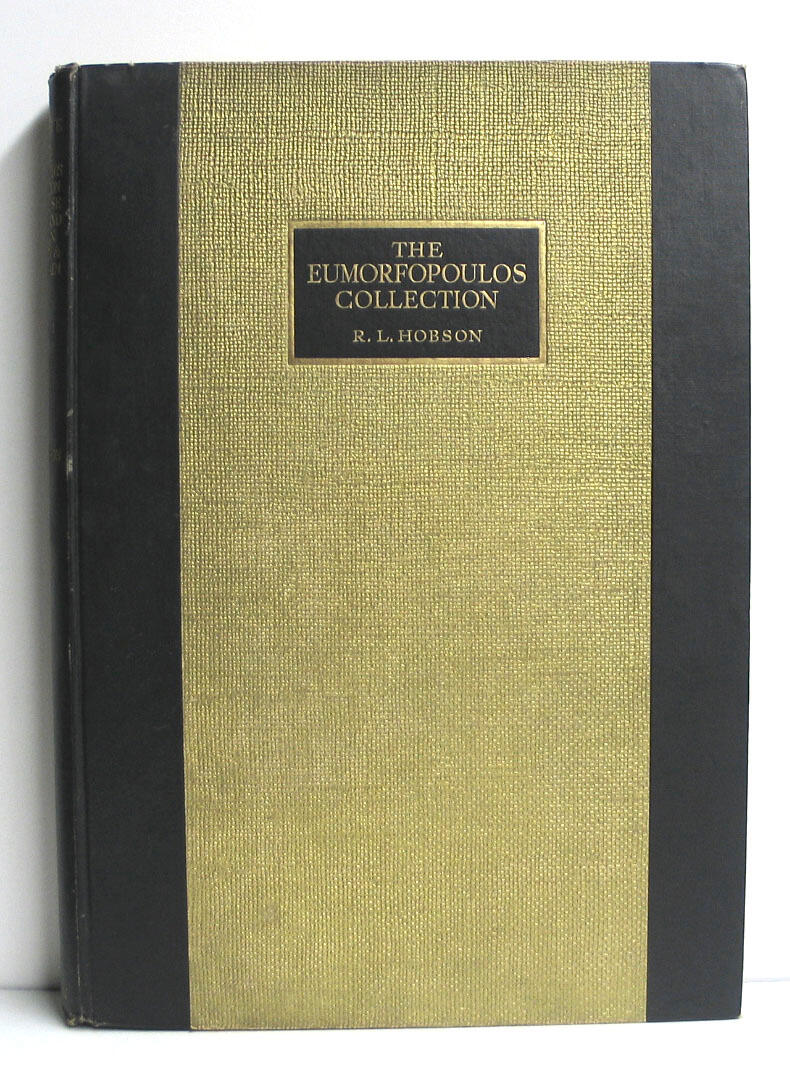 THE
EUMORFOPOULOS
COLLECTION
R. L. HOBSON